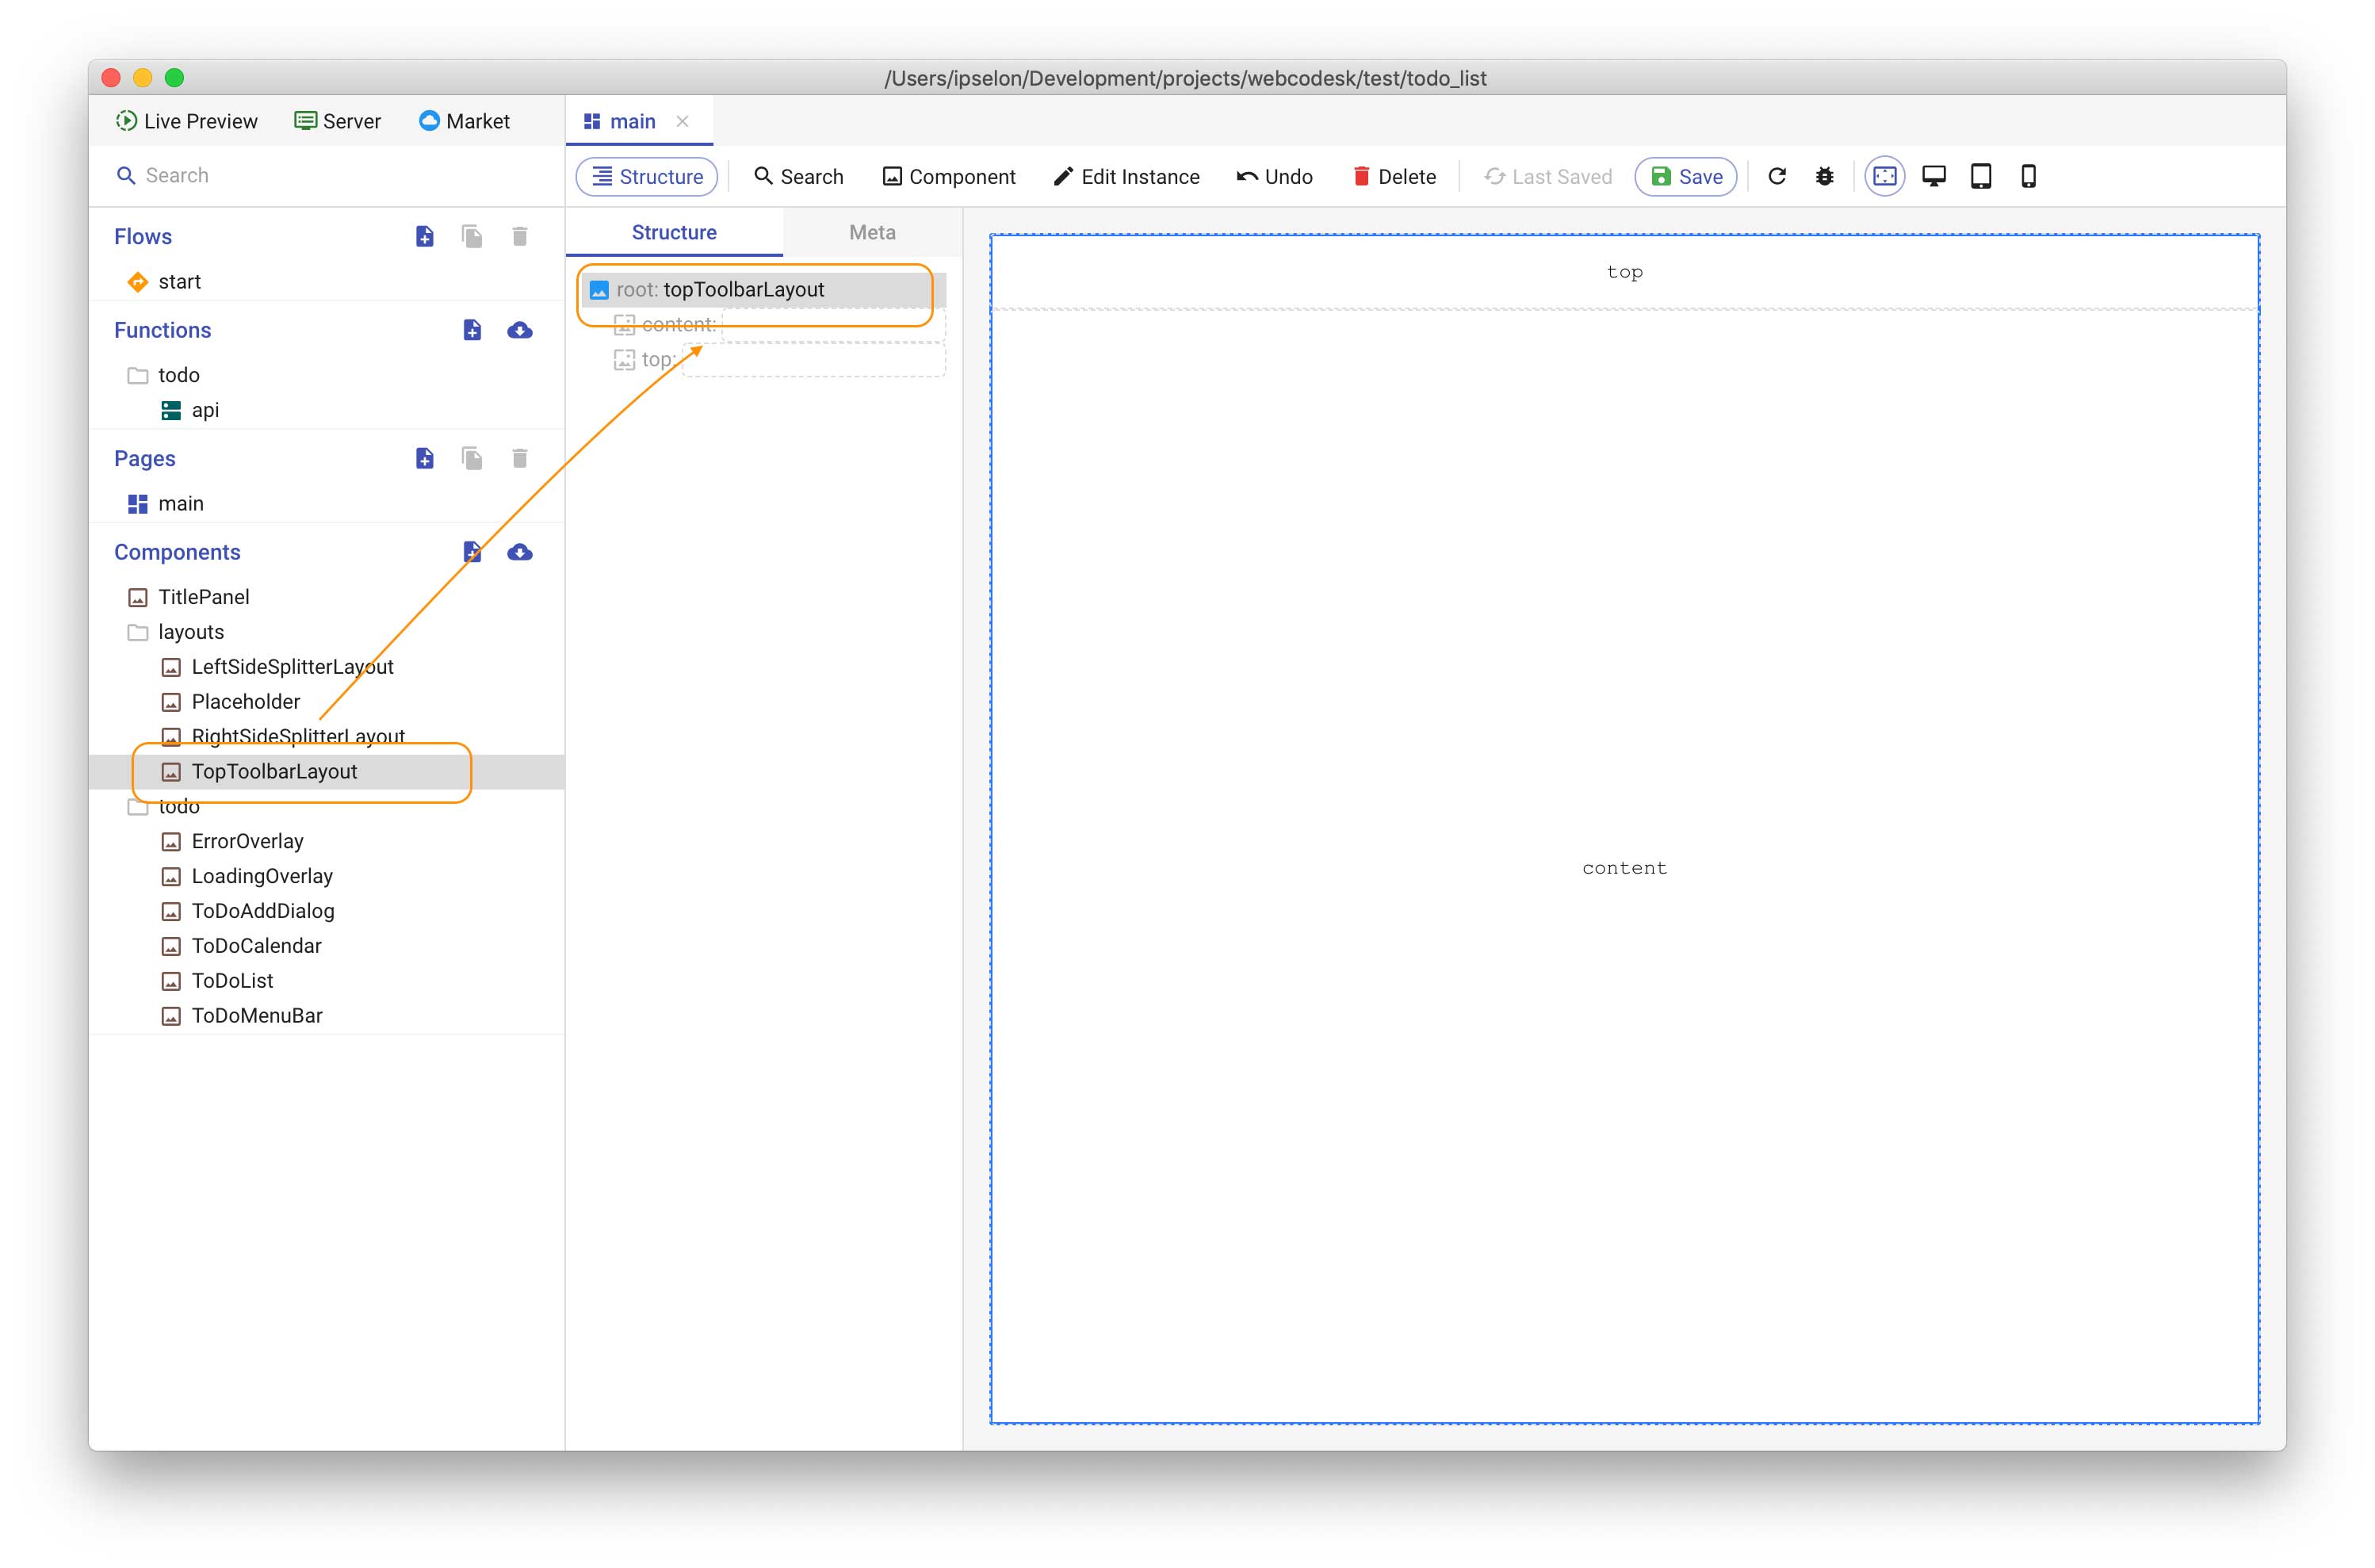 /Users/ipselon/Development/projects/webcodesk/test/todo_list
Live Preview Server Market
main
Search
Structure Search Component Edit Instance Undo Delete Last Saved Save
Flows
start
Functions
todo
api
Pages
main
Components
TitlePanel
layouts
LeftSideSplitterLayout
Placeholder
RightSideSplitterLayout
TopToolbarLayout
todo
ErrorOverlay
LoadingOverlay
ToDoAddDialog
ToDoCalendar
ToDoList
ToDoMenuBar
Structure Meta
root: topToolbarLayout
content:
top:
top
content